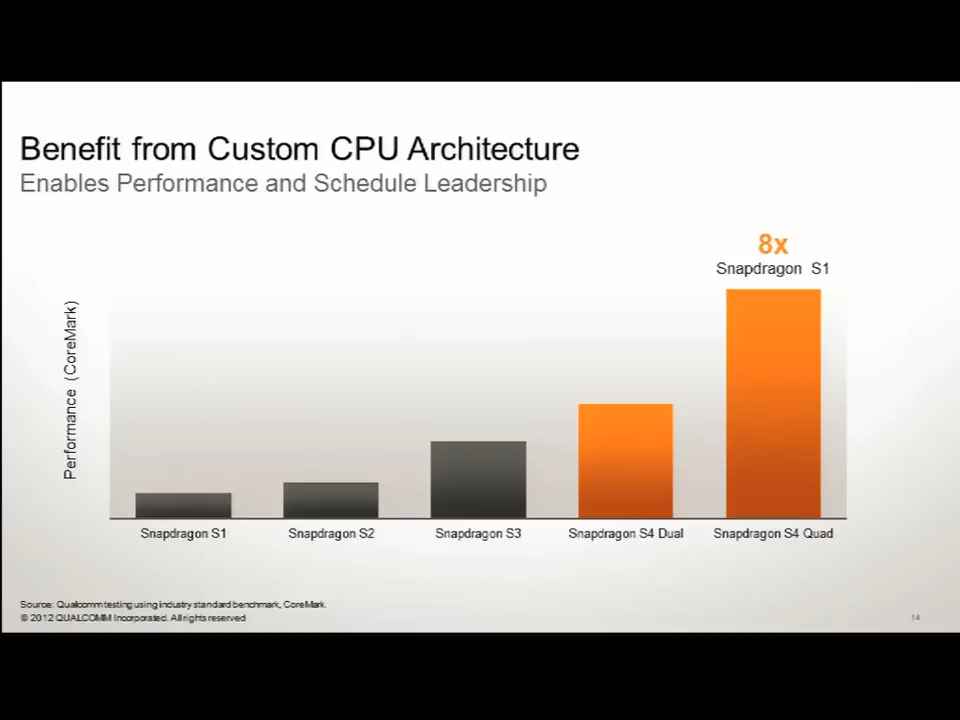 Benefit from Custom CPU Architecture
Enables Performance and Schedule Leadership
8x
Snapdragon S1
Performance (CoreMark)
Snapdragon S1
Snapdragon S2
Snapdragon S3
Snapdragon S4 Dual
Snapdragon S4 Quad
Source: Qualcomm testing using industry standard benchmark, CoreMark.
© 2012 QUALCOMM Incorporated. All rights reserved
14